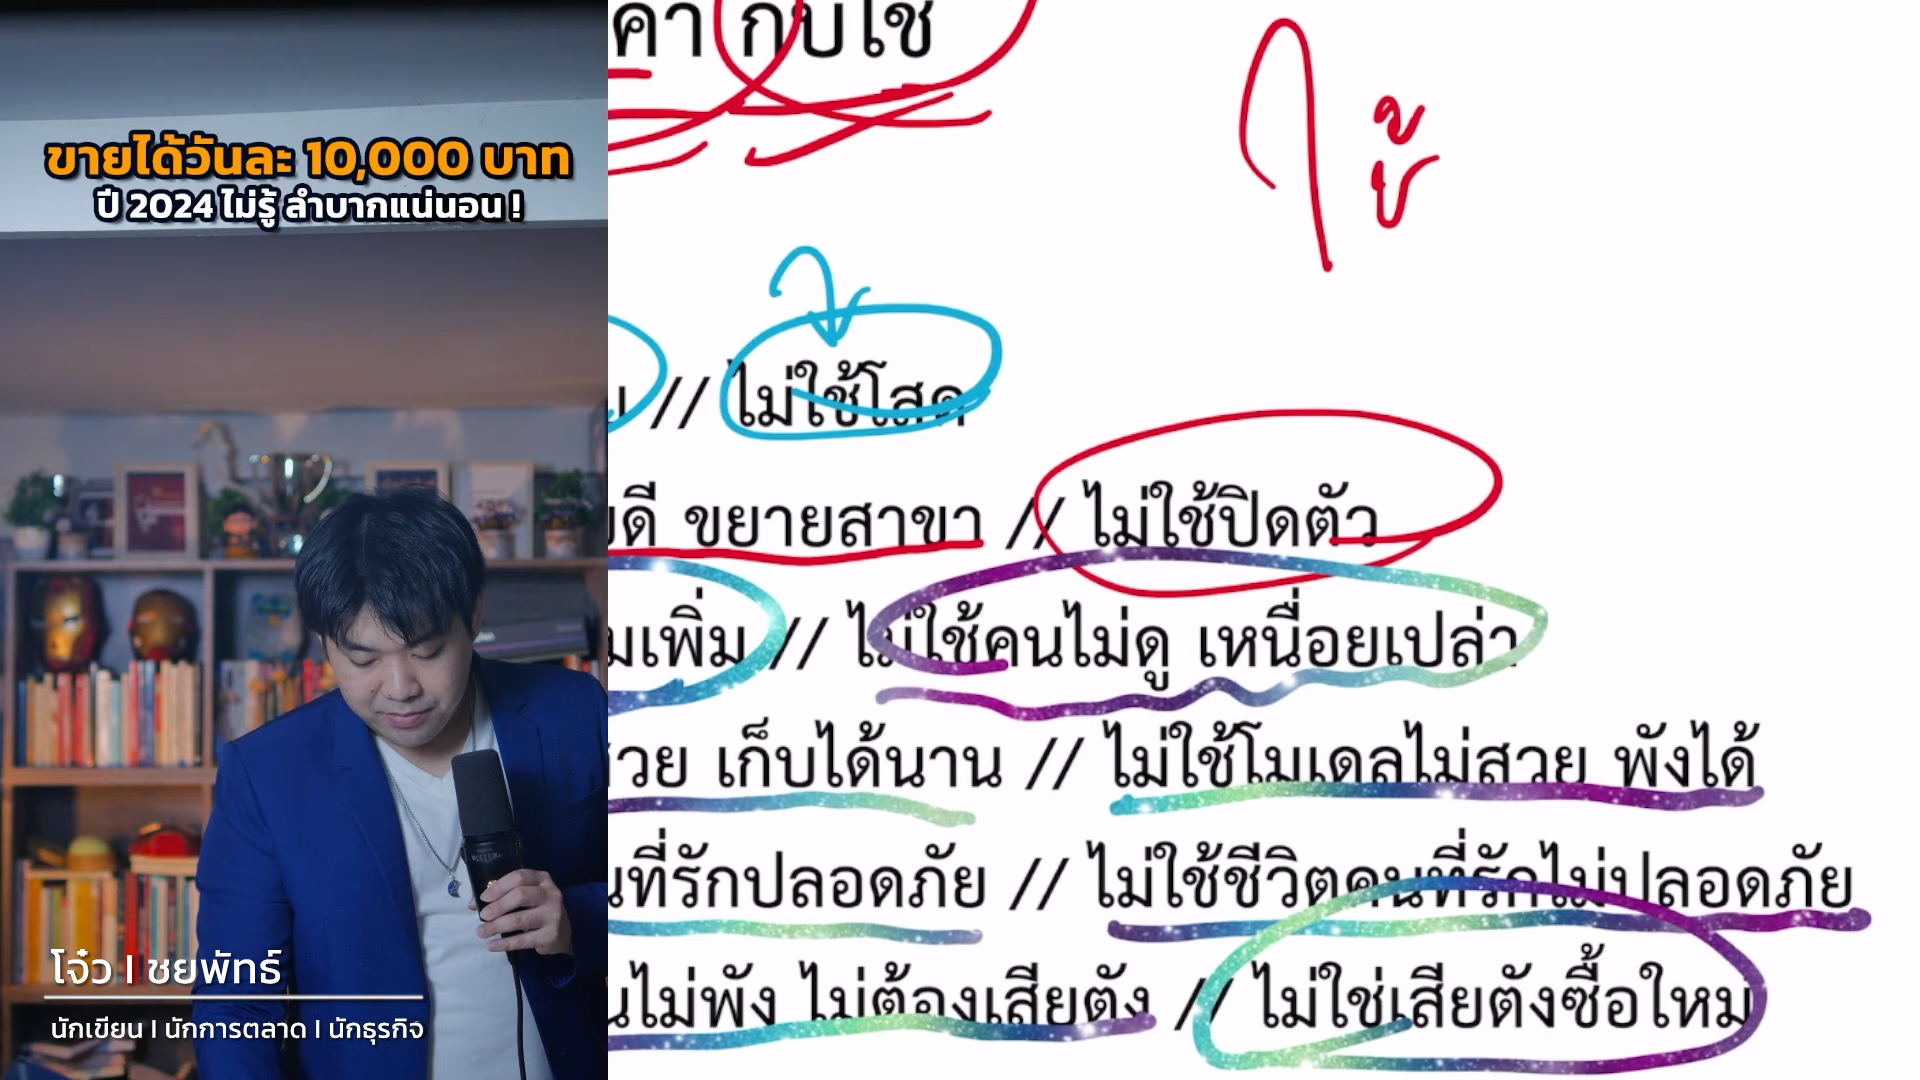 ขายได้วันละ 10,000 บาท
ปี 2024 ไม่รู้ ลำบากแน่นอน !
โจ๋ว I ชยพัทธ์
นักเขียน I นักการตลาด I นักธุรกิจ
กับใช้
// ไม่ใช้โสด
ขยายสาขา // ไม่ใช้ปิดตัว
เพิ่ม // ไม่ใช้คนไม่ดู เหนื่อยเปล่า
เก็บได้นาน // ไม่ใช้โมเดลไม่สวย พังได้
ที่รักปลอดภัย // ไม่ใช้ชีวิตคนที่รักไม่ปลอดภัย
ไม่พัง ไม่ต้องเสียตัง // ไม่ใช่เสียตังซื้อใหม่